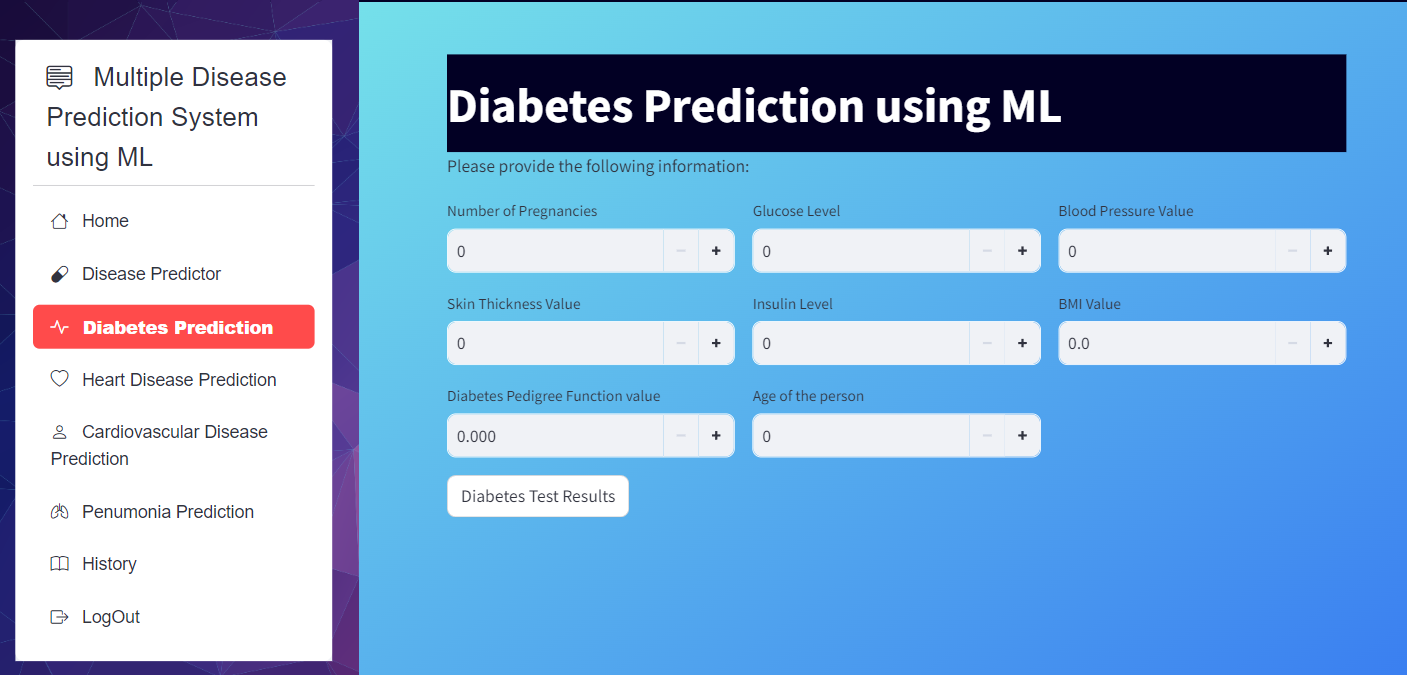 Multiple Disease
Prediction System
using ML
Home
Disease Predictor
Diabetes Prediction
Heart Disease Prediction
Cardiovascular Disease
Prediction
Penumonia Prediction
History
LogOut
Diabetes Prediction using ML
Please provide the following information:
Number of Pregnancies Glucose Level Blood Pressure Value
0 − + 0 − + 0 − +
Skin Thickness Value Insulin Level BMI Value
0 − + 0 − + 0.0 − +
Diabetes Pedigree Function value Age of the person
0.000 − + 0 − +
Diabetes Test Results